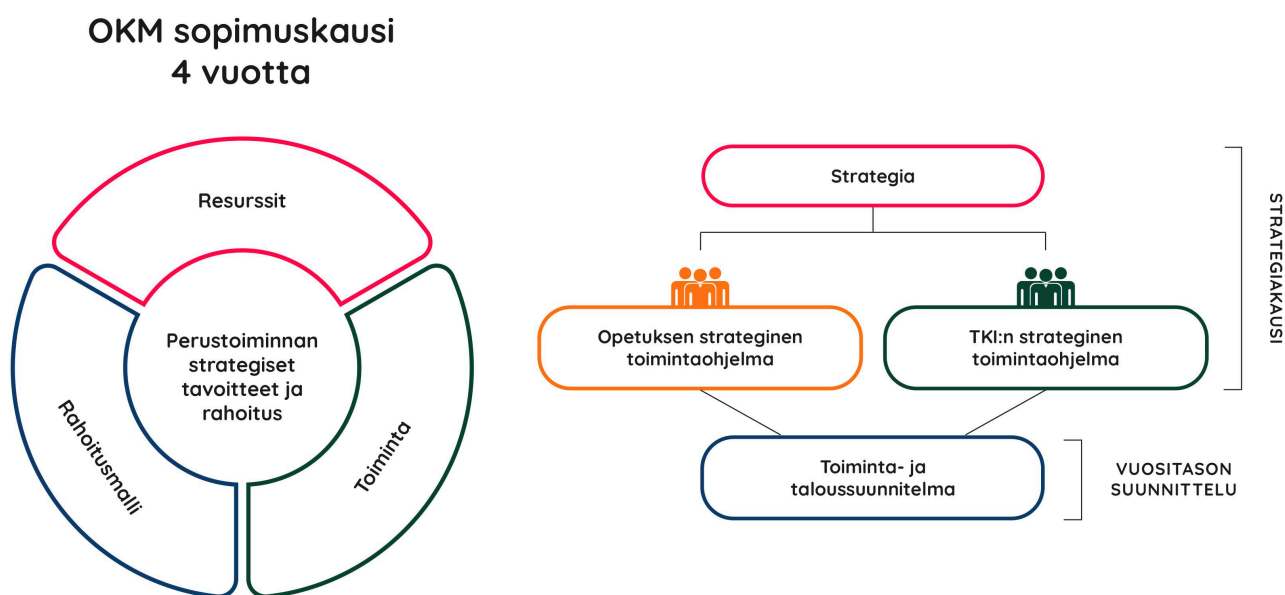 OKM sopimuskausi
4 vuotta
Resurssit
Perustoiminnan
strategiset
tavoitteet ja
rahoitus
Rahoitusmalli
Toiminta
Strategia
Opetuksen strateginen
toimintaohjelma
TKI:n strateginen
toimintaohjelma
STRATEGIAKAUSI
Toiminta- ja
taloussuunnitelma
VUOSITASON
SUUNNITTELU